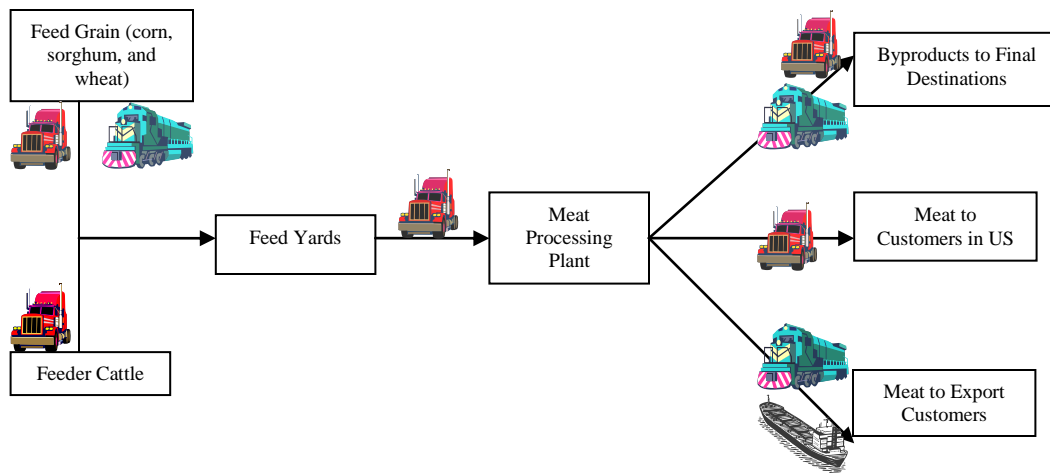 Feed Grain (corn,
sorghum, and
wheat)
Byproducts to Final
Destinations
Feed Yards
Meat
Processing
Plant
Meat to
Customers in US
Feeder Cattle
Meat to Export
Customers